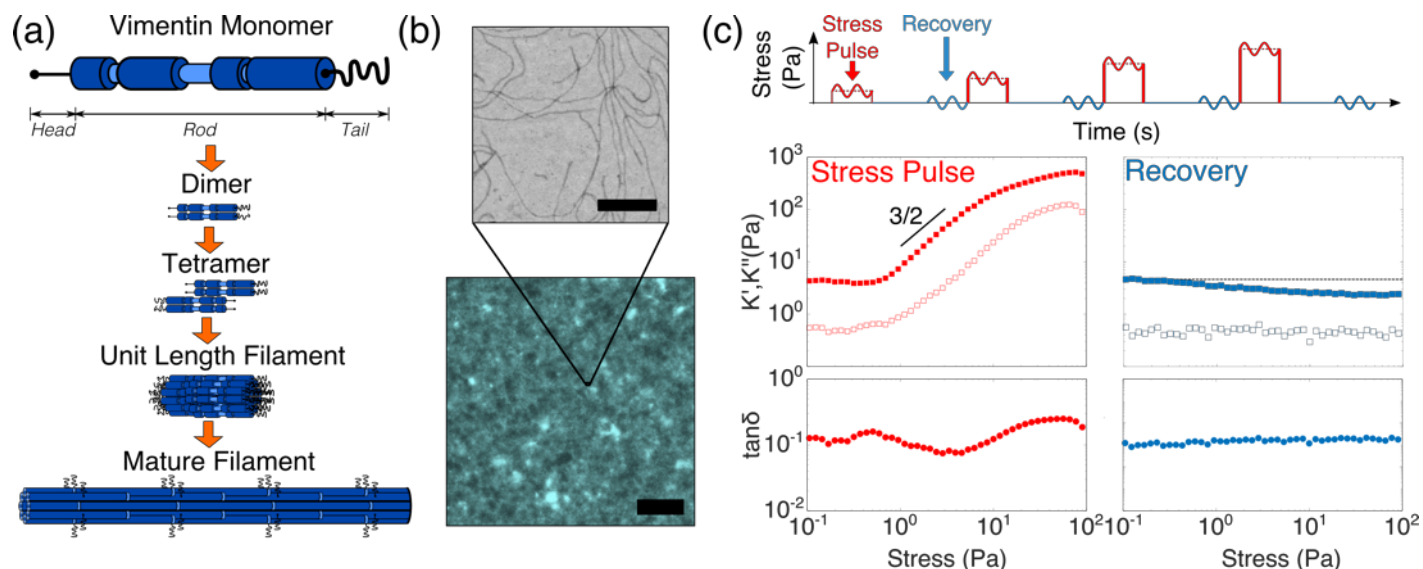 (a)
Vimentin Monomer
Head
Rod
Tail
Dimer
Tetramer
Unit Length Filament
Mature Filament
(b)
(c)
Stress
(Pa)
Stress
Pulse
Recovery
Time (s)
K',K''(Pa)
10³
10²
10¹
10⁰
Stress Pulse
3/2
Recovery
tanδ
10⁰
10⁻¹
10⁻²
10⁻¹
10⁰
10¹
10²
Stress (Pa)
10⁻¹
10⁰
10¹
10²
Stress (Pa)